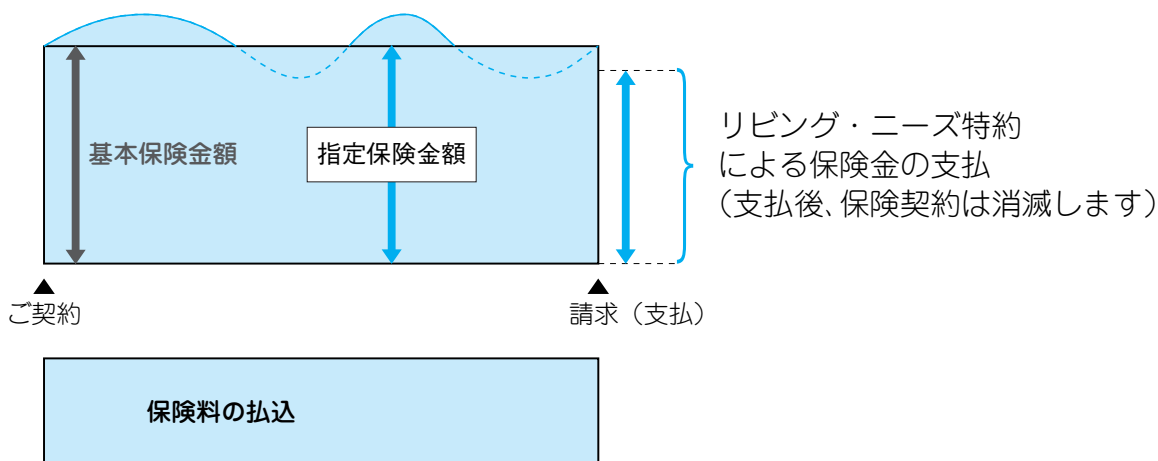 基本保険金額
指定保険金額
リビング・ニーズ特約
による保険金の支払
（支払後、保険契約は消滅します）
▲
ご契約
▲
請求（支払）
保険料の払込